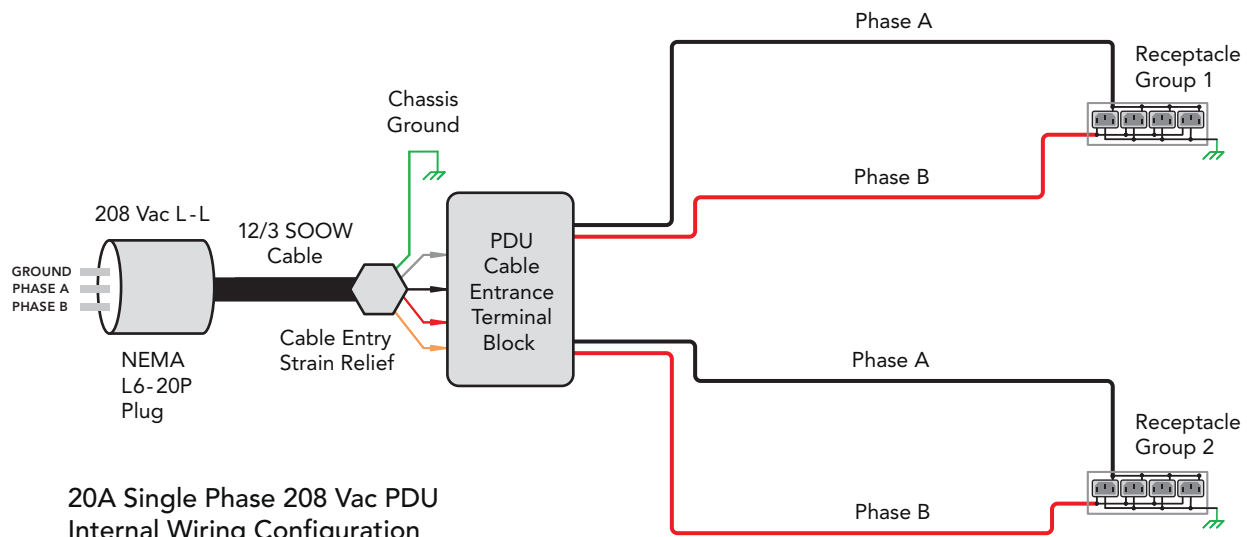 Phase A
Receptacle
Group 1
Chassis
Ground
Phase B
208 Vac L-L
12/3 SOOW
Cable
PDU
Cable
Entrance
Terminal
Block
GROUND
PHASE A
PHASE B
Cable Entry
Strain Relief
NEMA
L6-20P
Plug
Phase A
Receptacle
Group 2
Phase B
20A Single Phase 208 Vac PDU
Internal Wiring Configuration